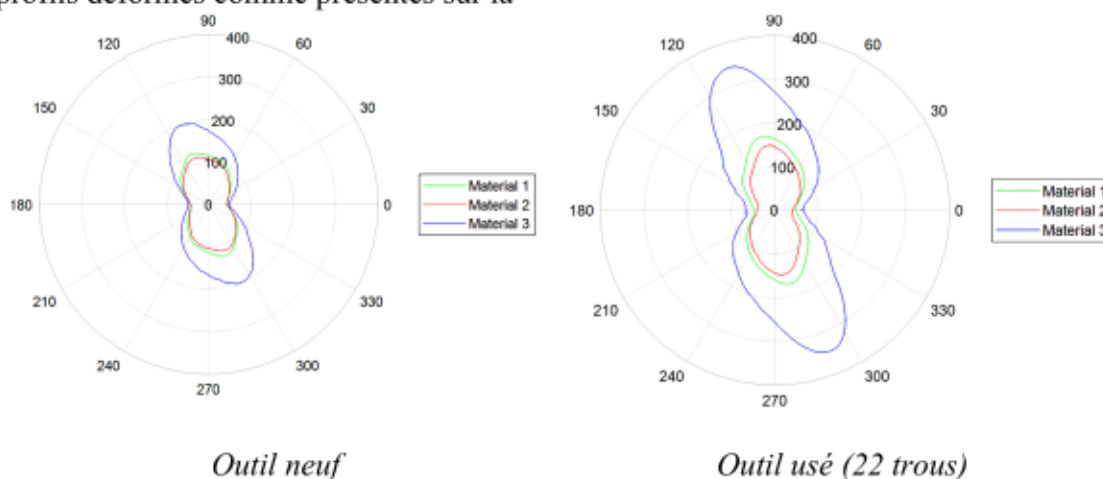 profils déformés comme présentés sur la
90
120 400 60
300
150 30
200
100
180 0 0
210 330
240 300
270
Material 1
Material 2
Material 3
90
120 400 60
300
150 30
200
100
180 0 0
210 330
240 300
270
Material 1
Material 2
Material 3
Outil neuf
Outil usé (22 trous)